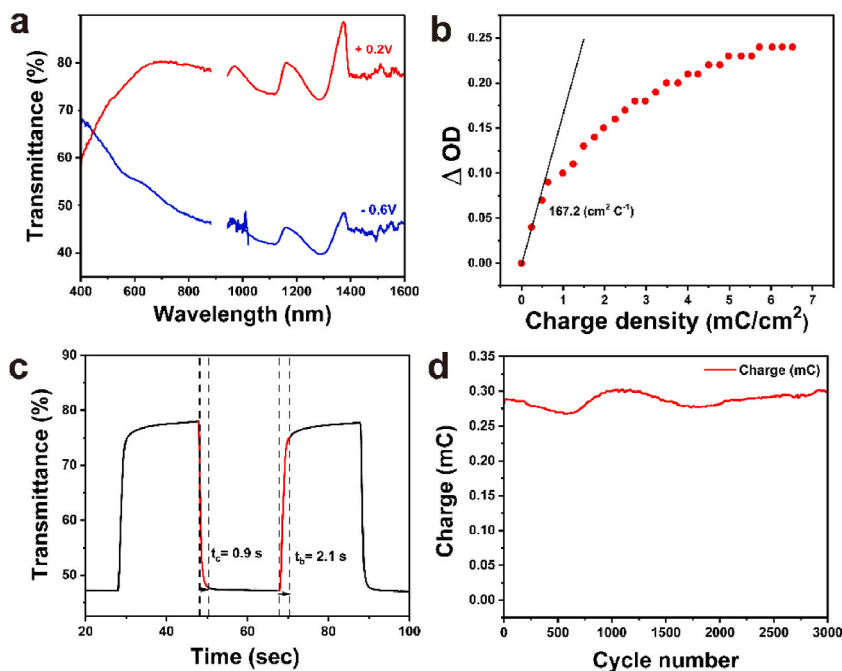 a
Transmittance (%)
80
70
60
50
40
+ 0.2V
- 0.6V
400
600
800
1000
1200
1400
1600
Wavelength (nm)
b
Δ OD
0.25
0.20
0.15
0.10
0.05
0.00
167.2 (cm² C⁻¹)
0
1
2
3
4
5
6
7
Charge density (mC/cm²)
c
Transmittance (%)
90
80
70
60
50
t_c= 0.9 s
t_b= 2.1 s
20
40
60
80
100
Time (sec)
d
Charge (mC)
0.35
0.30
0.25
0.20
0.15
0.10
0.05
0.00
Charge (mC)
0
500
1000
1500
2000
2500
3000
Cycle number